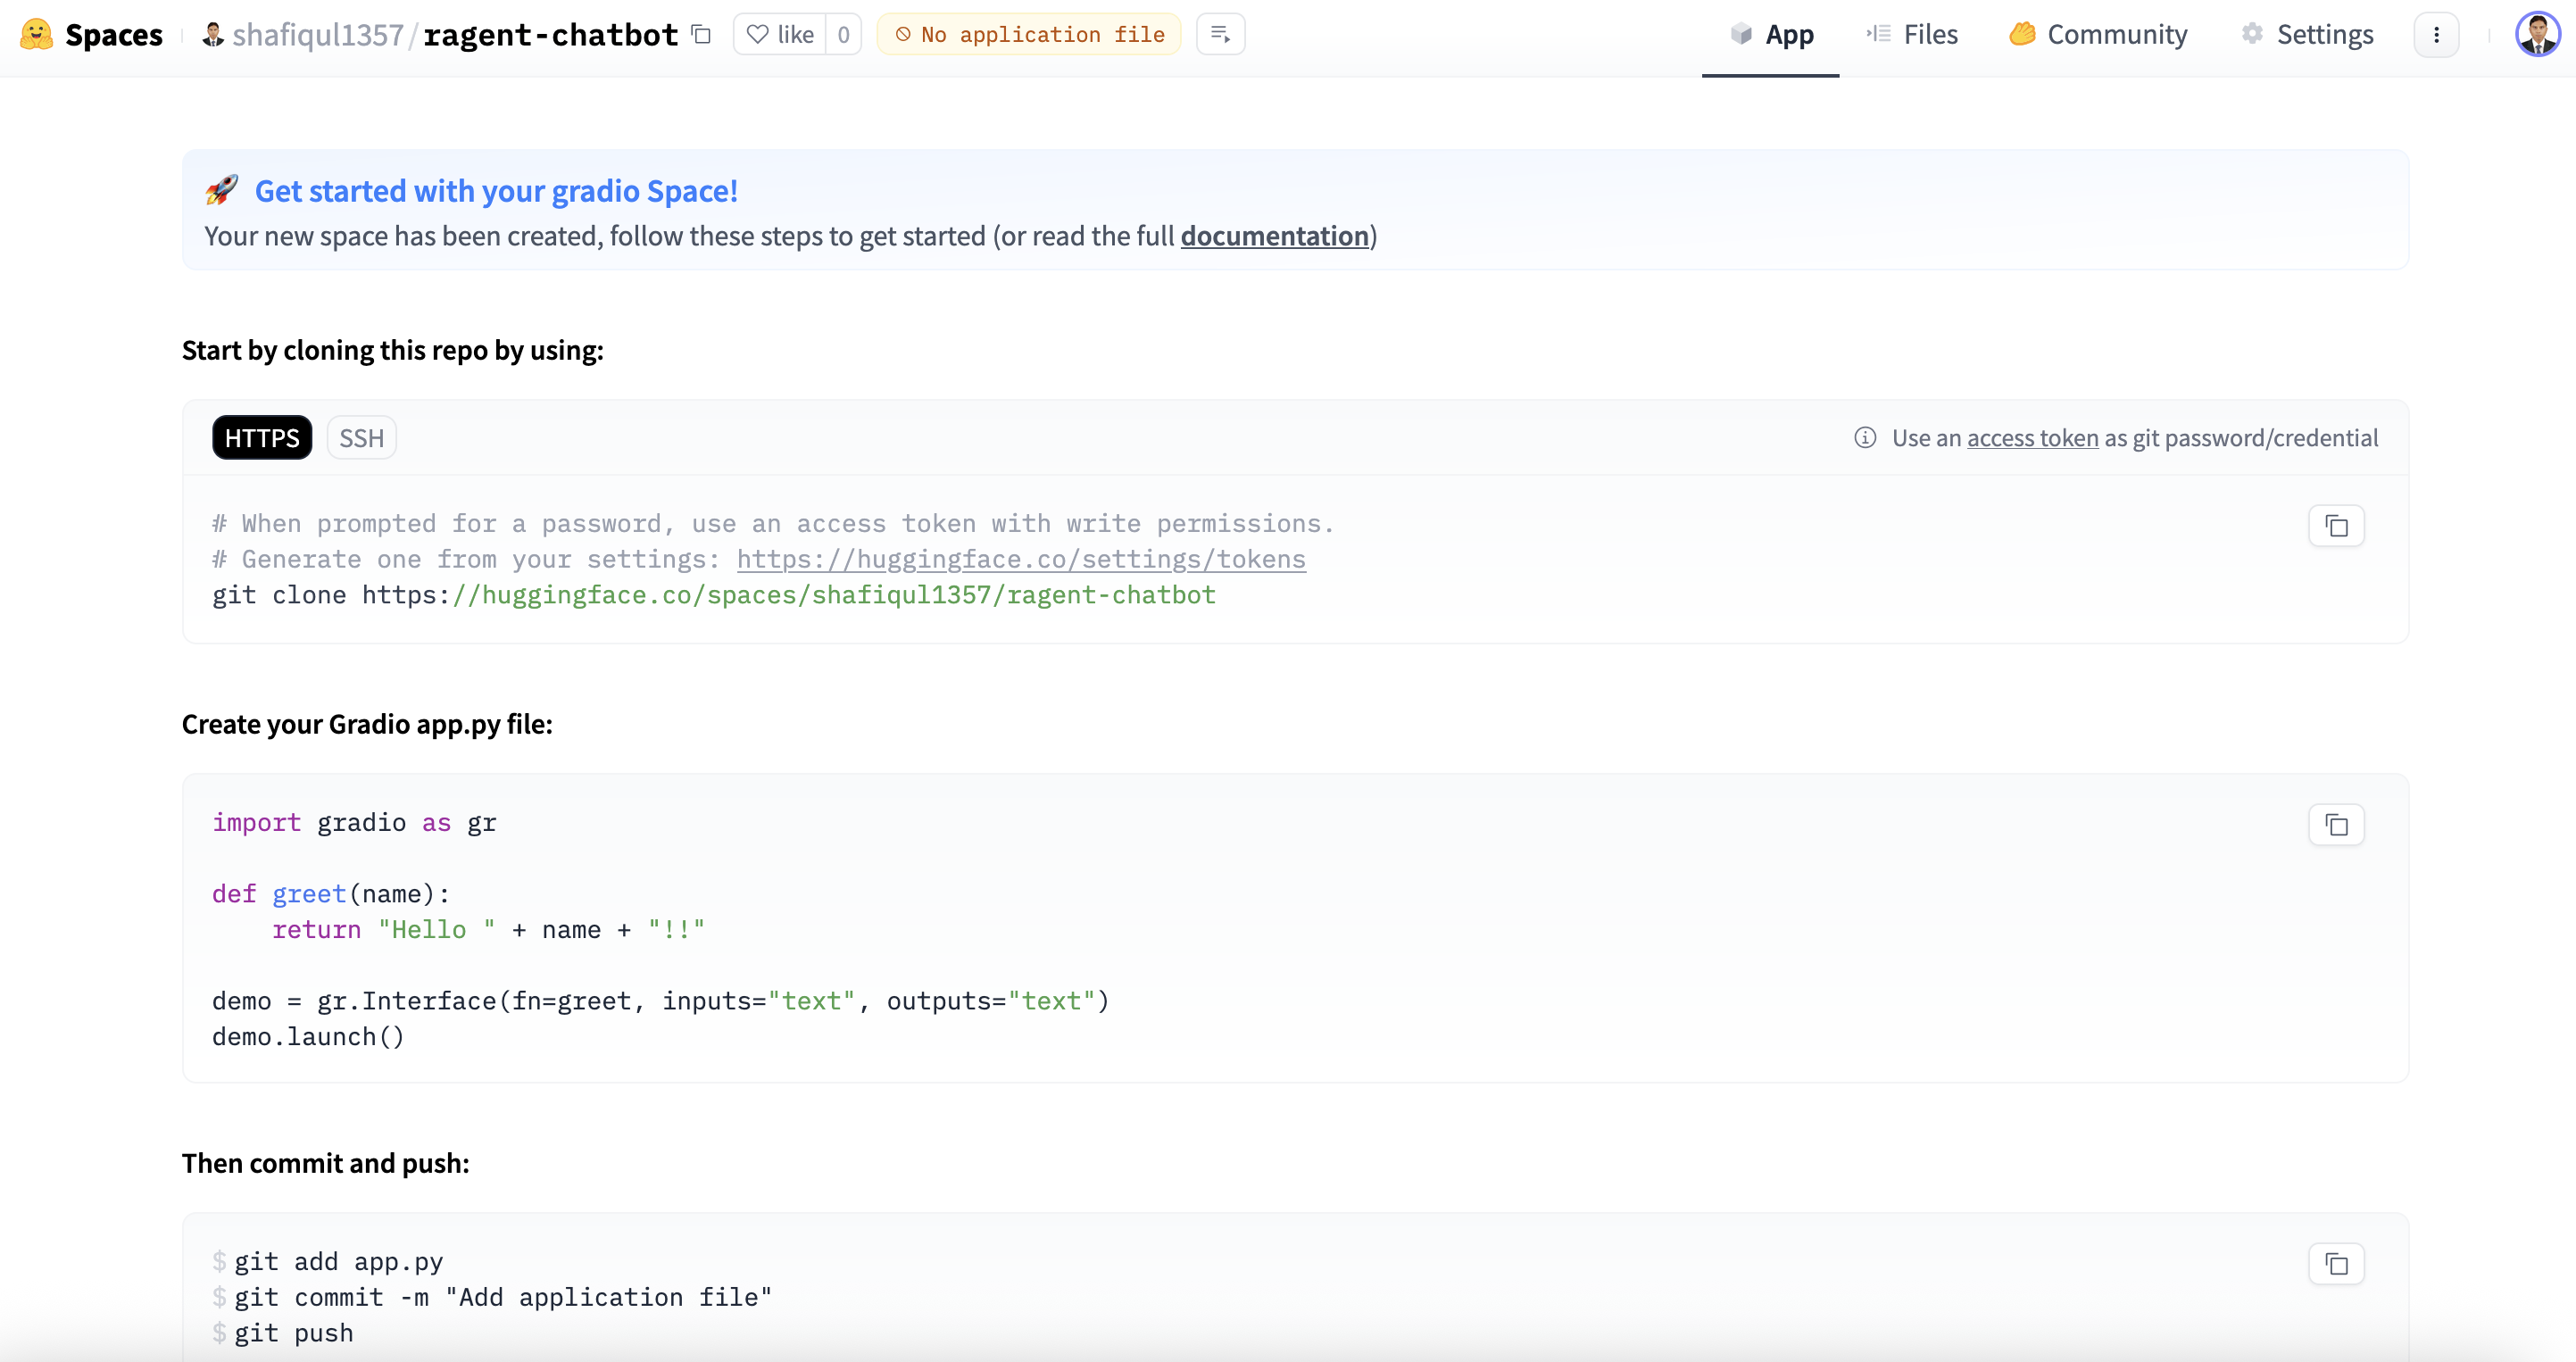 Spaces
shafiqul1357/ragent-chatbot
like 0
No application file
App
Files
Community
Settings
🚀 Get started with your gradio Space!
Your new space has been created, follow these steps to get started (or read the full documentation)
Start by cloning this repo by using:
HTTPS SSH
Use an access token as git password/credential
# When prompted for a password, use an access token with write permissions.
# Generate one from your settings: https://huggingface.co/settings/tokens
git clone https://huggingface.co/spaces/shafiqul1357/ragent-chatbot
Create your Gradio app.py file:
import gradio as gr
def greet(name):
    return "Hello " + name + "!!"
demo = gr.Interface(fn=greet, inputs="text", outputs="text")
demo.launch()
Then commit and push:
$ git add app.py
$ git commit -m "Add application file"
$ git push